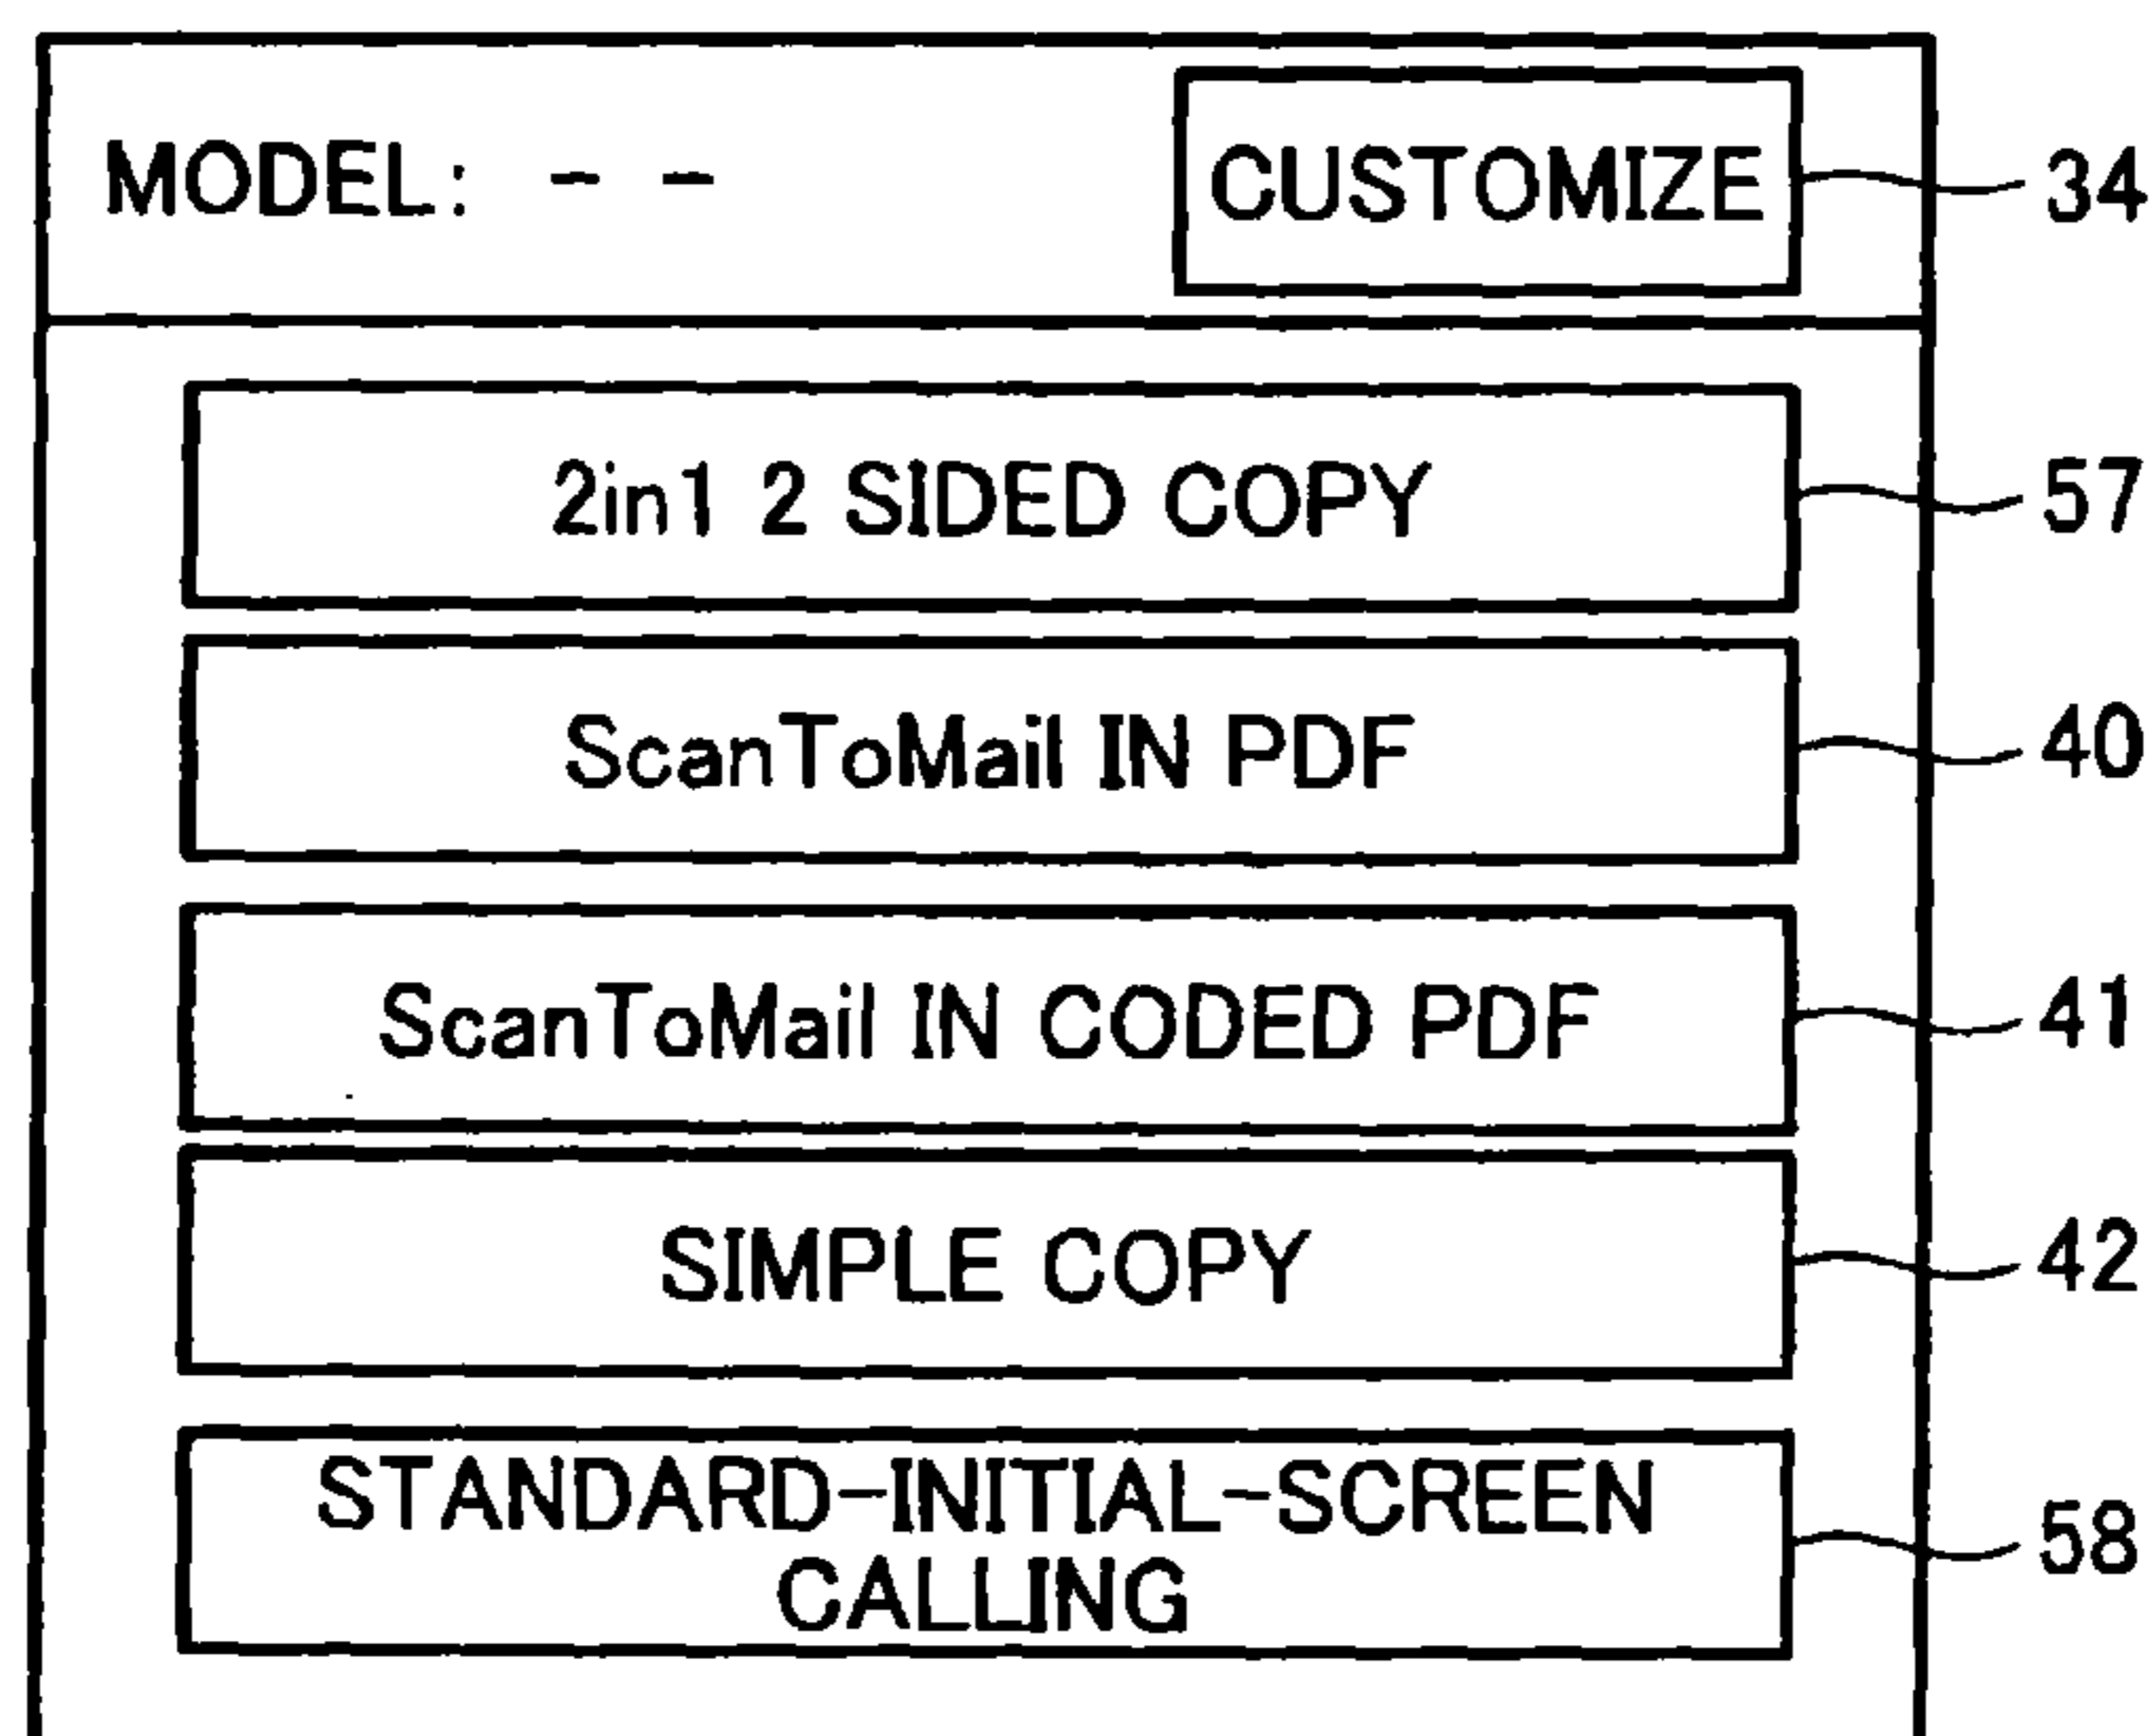 MODEL: - - CUSTOMIZE 34
2in1 2 SIDED COPY 57
ScanToMail IN PDF 40
ScanToMail IN CODED PDF 41
SIMPLE COPY 42
STANDARD-INITIAL-SCREEN
CALLING 58